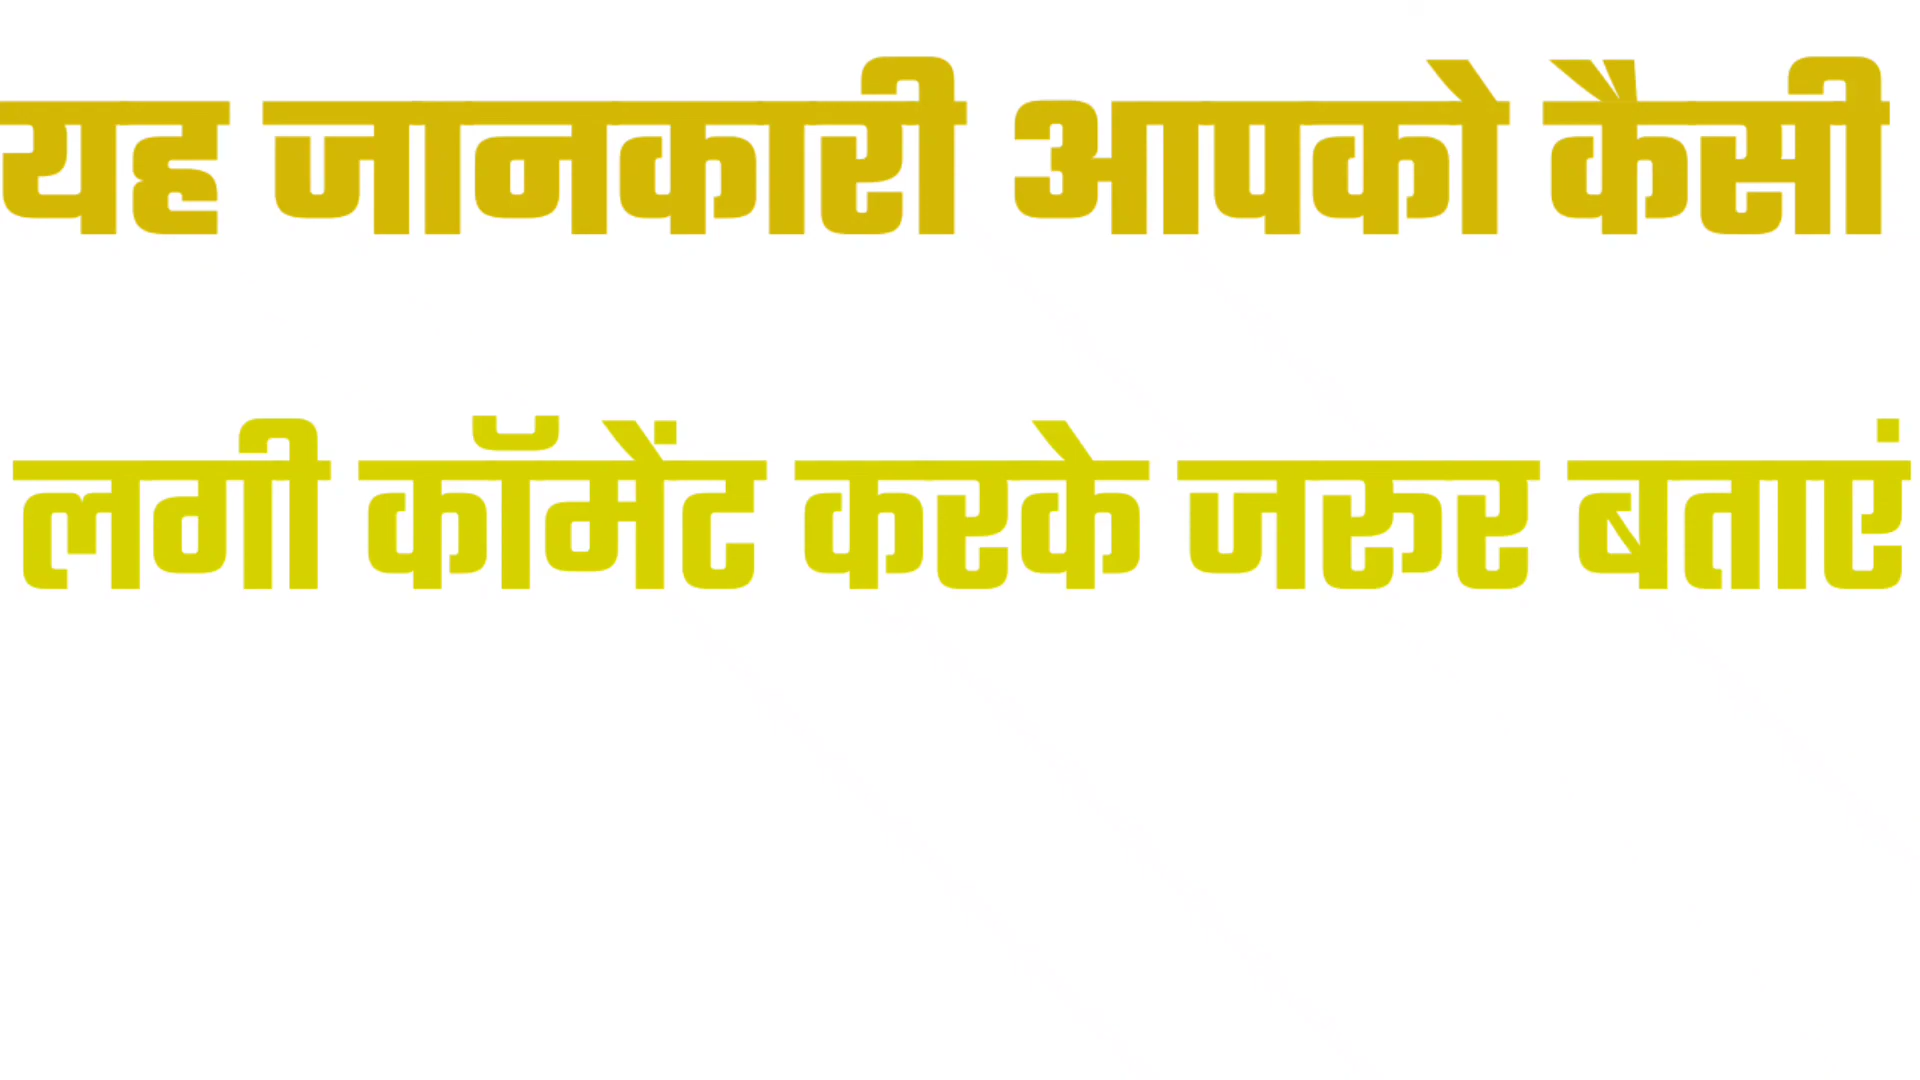 यह जानकारी आपको कैसी
लगी कॉमेंट करके जरूर बताएं